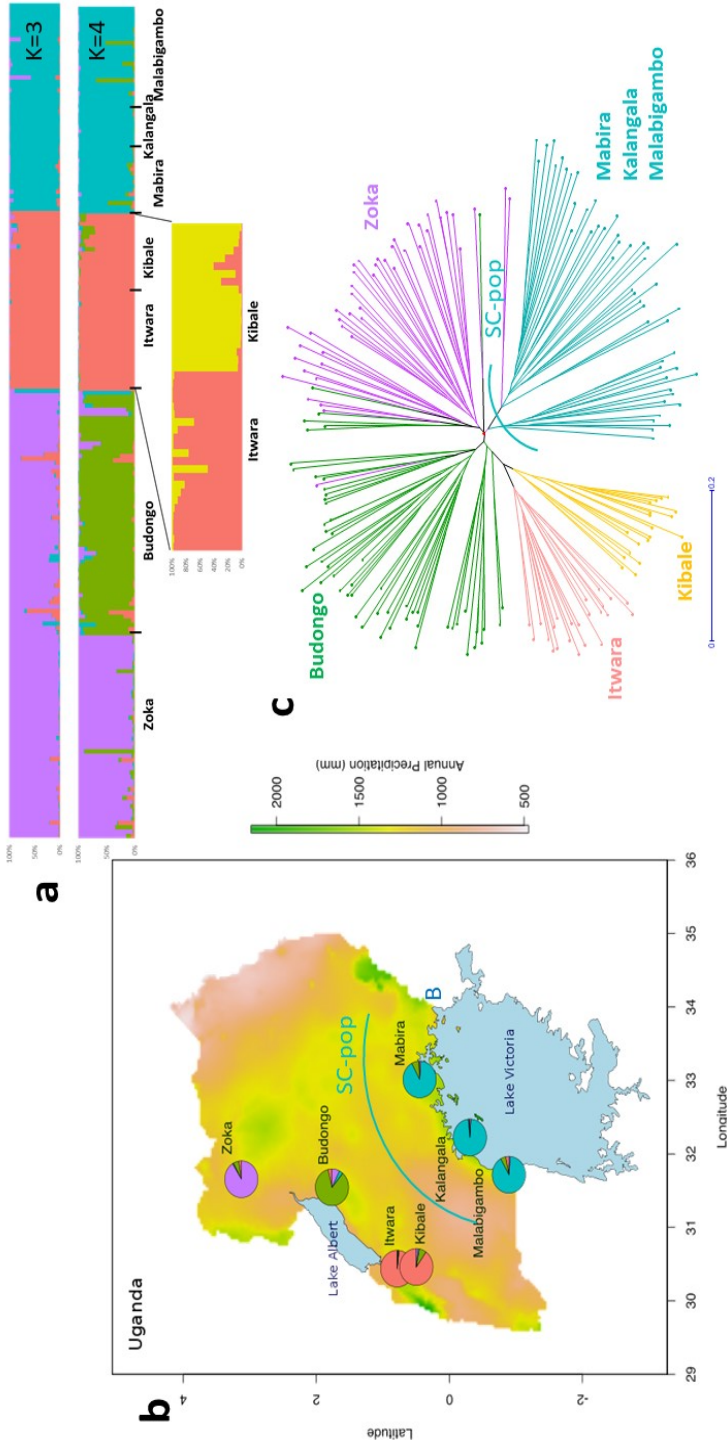 a
100%
50%
0%
K=3
100%
50%
0%
K=4
Zoka
Budongo
Itwara
Kibale
Mabira
Kalangala
Malabigambo
100%
80%
60%
40%
20%
0%
Itwara
Kibale
b
Uganda
Latitude
4
2
0
-2
Zoka
Budongo
Lake Albert
Itwara
Kibale
SC-pop
Mabira
B
Kalangala
Malabigambo
Lake Victoria
29
30
31
32
33
34
35
36
Longitude
2000
1500
1000
500
Annual Precipitation (mm)
c
Budongo
Zoka
SC-pop
Itwara
Kibale
Mabira
Kalangala
Malabigambo
0
0.2